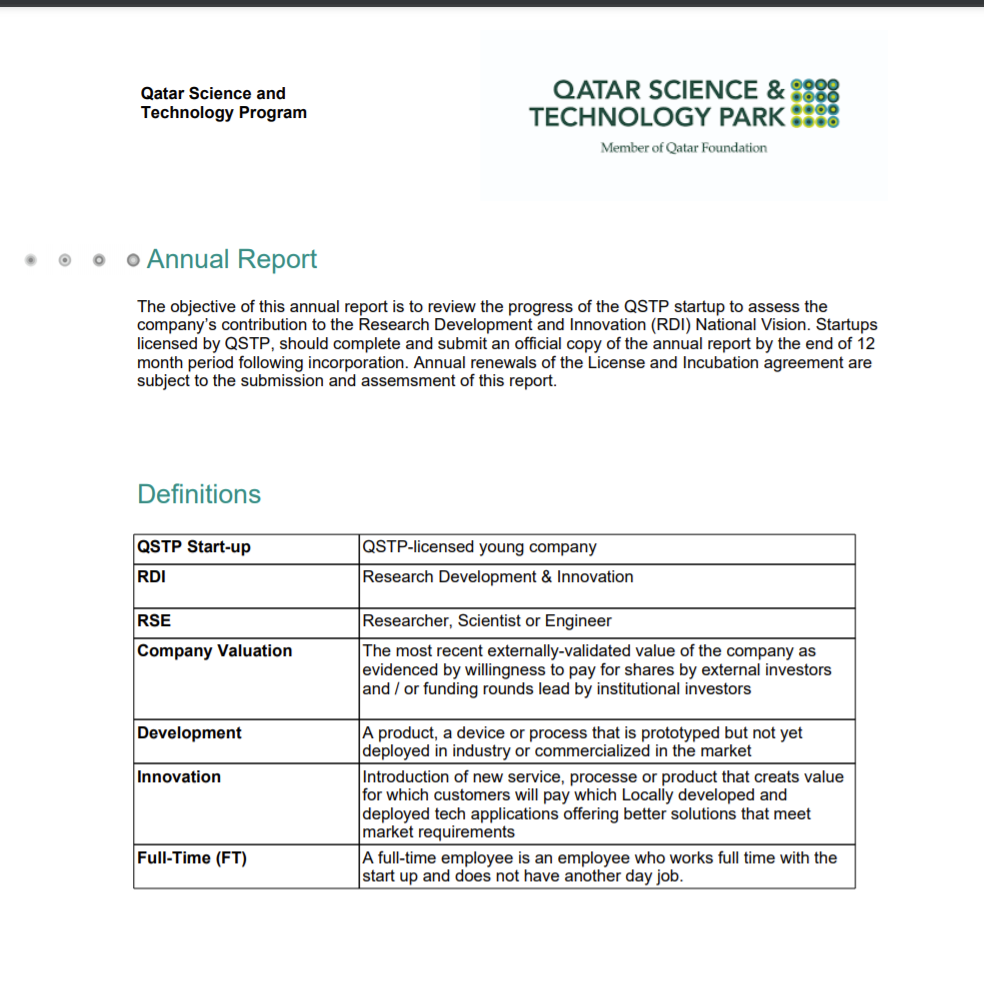 Qatar Science and
Technology Program
QATAR SCIENCE &
TECHNOLOGY PARK
Member of Qatar Foundation
Annual Report
The objective of this annual report is to review the progress of the QSTP startup to assess the
company's contribution to the Research Development and Innovation (RDI) National Vision. Startups
licensed by QSTP, should complete and submit an official copy of the annual report by the end of 12
month period following incorporation. Annual renewals of the License and Incubation agreement are
subject to the submission and assemsment of this report.
Definitions
QSTP Start-up
QSTP-licensed young company
RDI
Research Development & Innovation
RSE
Researcher, Scientist or Engineer
Company Valuation
The most recent externally-validated value of the company as
evidenced by willingness to pay for shares by external investors
and / or funding rounds lead by institutional investors
Development
A product, a device or process that is prototyped but not yet
deployed in industry or commercialized in the market
Innovation
Introduction of new service, processe or product that creats value
for which customers will pay which Locally developed and
deployed tech applications offering better solutions that meet
market requirements
Full-Time (FT)
A full-time employee is an employee who works full time with the
start up and does not have another day job.